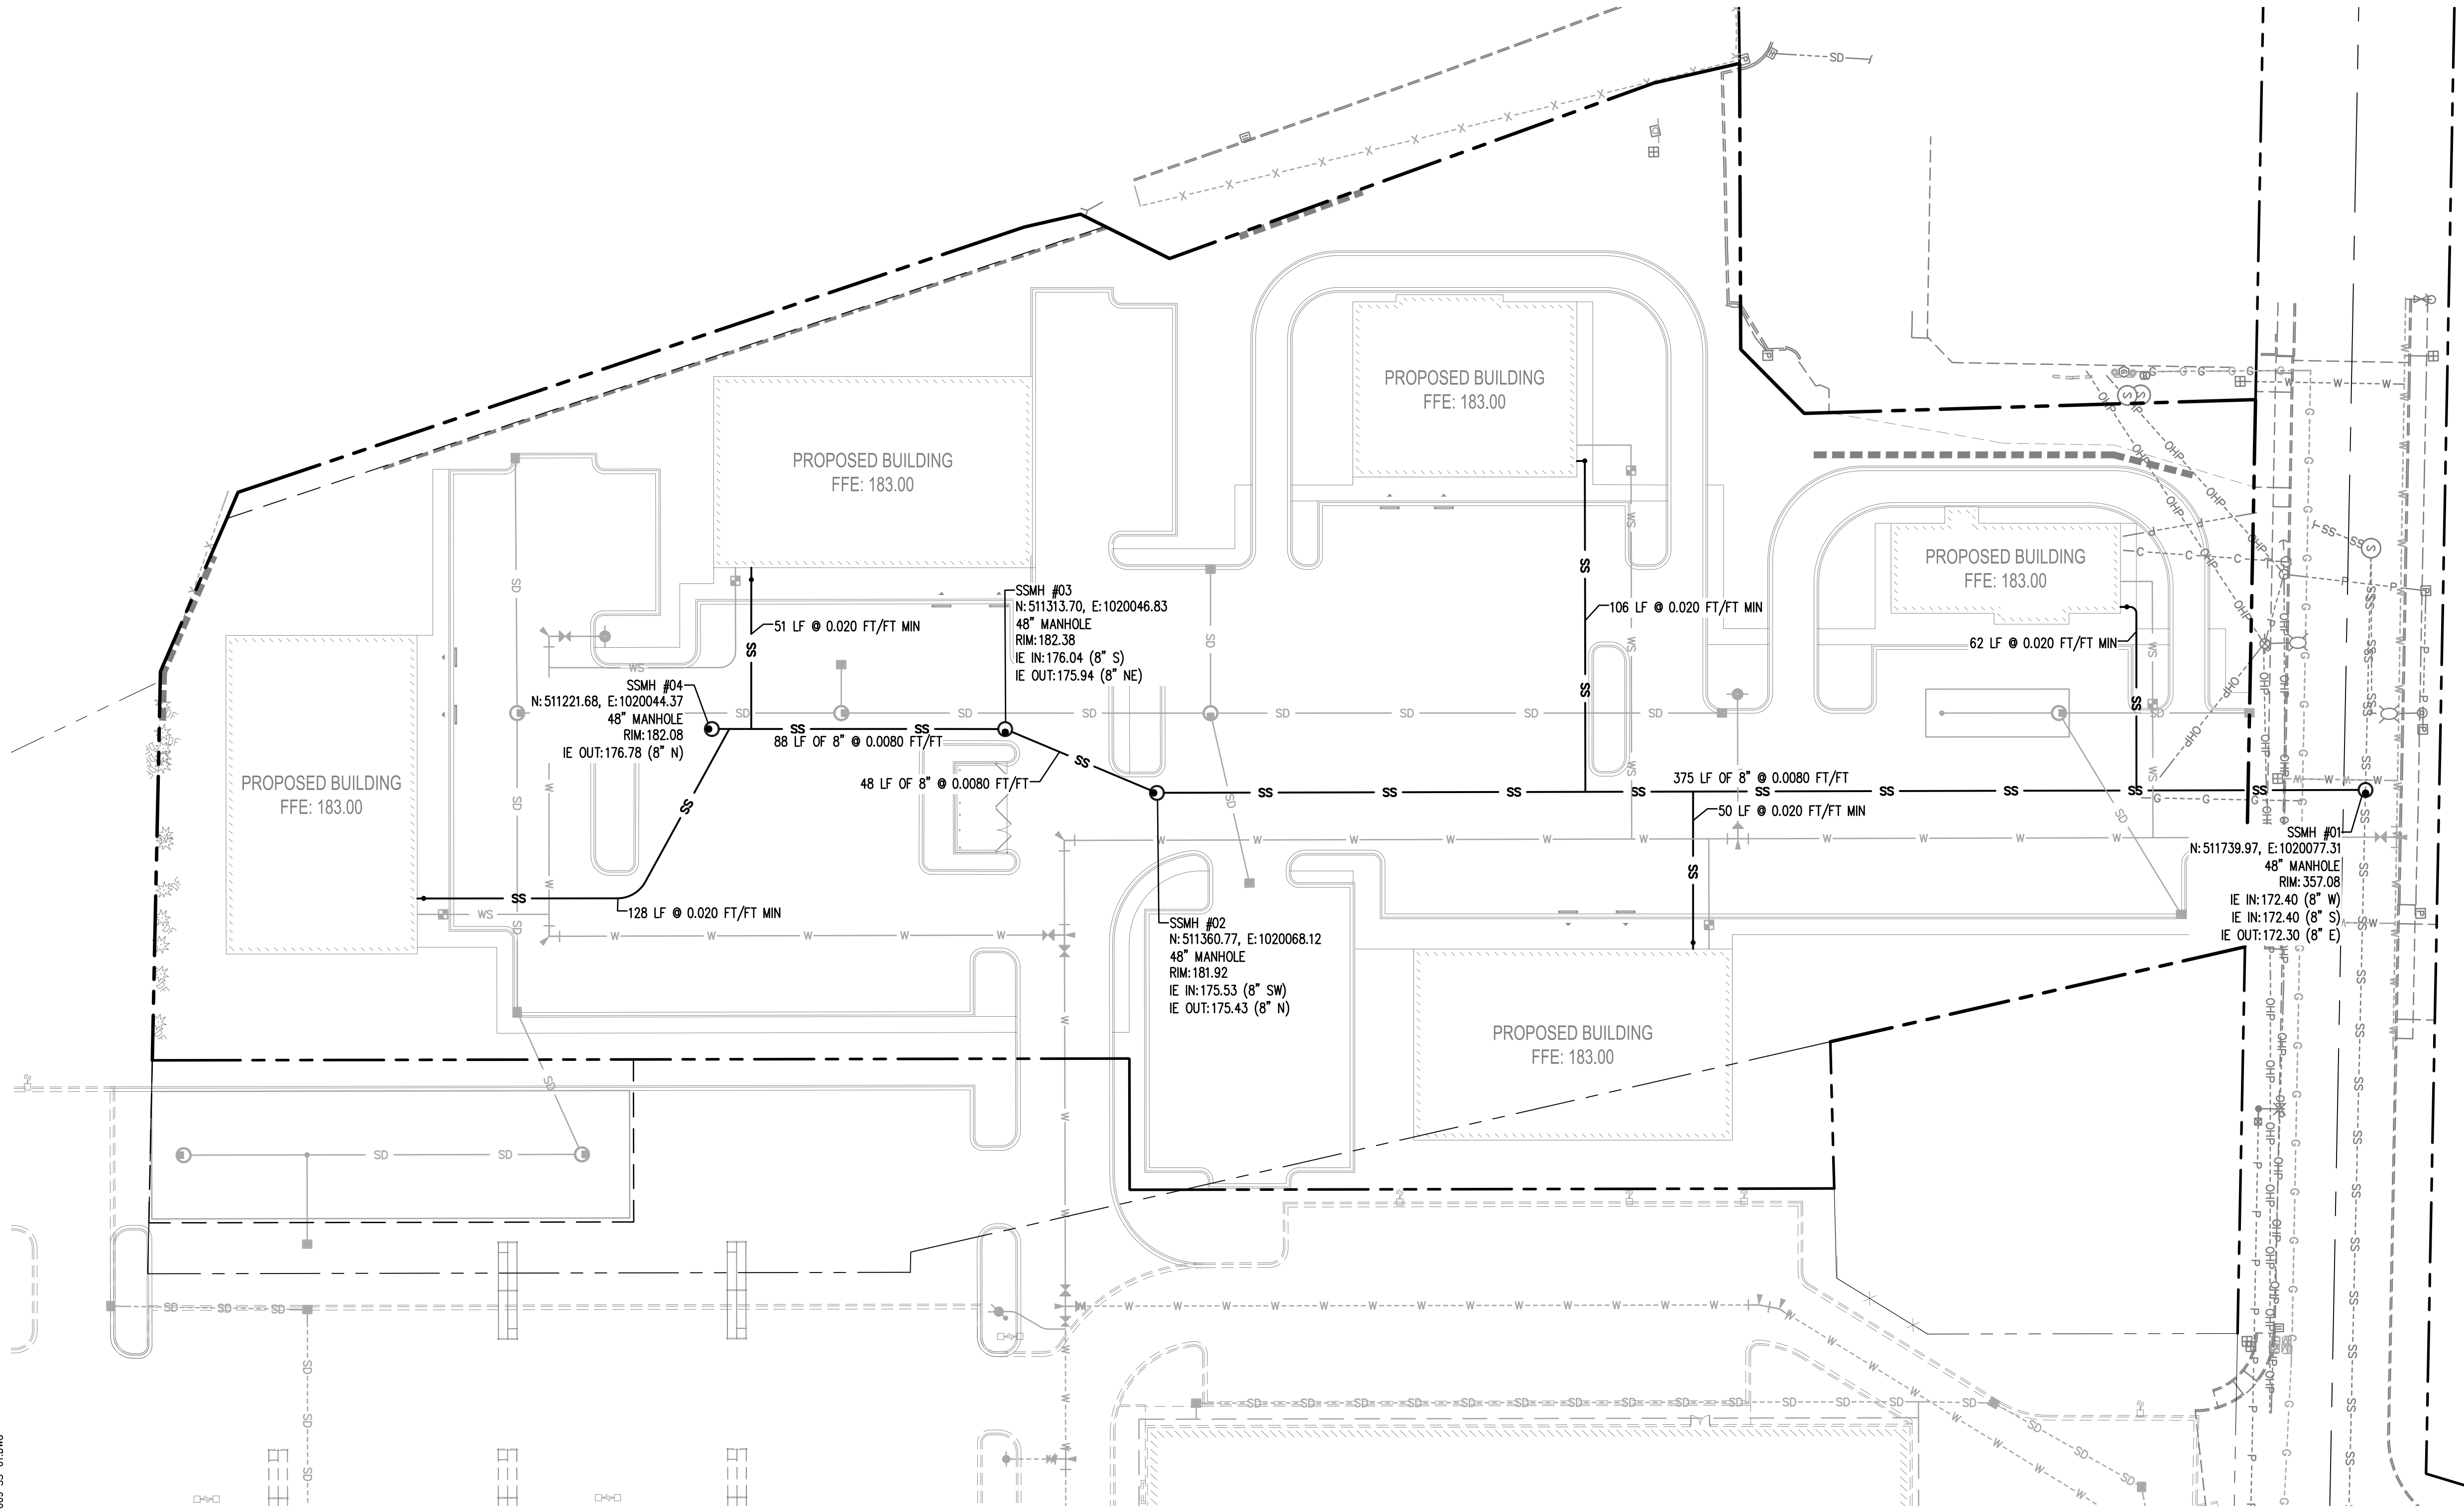 PROPOSED BUILDING
FFE: 183.00
PROPOSED BUILDING
FFE: 183.00
PROPOSED BUILDING
FFE: 183.00
SSMH #03
N:511313.70, E:1020046.83
48" MANHOLE
RIM:182.38
IE IN:176.04 (8" S)
IE OUT:175.94 (8" NE)
51 LF @ 0.020 FT/FT MIN
106 LF @ 0.020 FT/FT MIN
62 LF @ 0.020 FT/FT MIN
SSMH #04
N:511221.68, E:1020044.37
48" MANHOLE
RIM:182.08
IE OUT:176.78 (8" N)
88 LF OF 8" @ 0.0080 FT/FT
48 LF OF 8" @ 0.0080 FT/FT
375 LF OF 8" @ 0.0080 FT/FT
50 LF @ 0.020 FT/FT MIN
PROPOSED BUILDING
FFE: 183.00
128 LF @ 0.020 FT/FT MIN
SSMH #01
N:511739.97, E:1020077.31
48" MANHOLE
RIM:357.08
IE IN:172.40 (8" W)
IE IN:172.40 (8" S)
IE OUT:172.30 (8" E)
SSMH #02
N:511360.77, E:1020068.12
48" MANHOLE
RIM:181.92
IE IN:175.53 (8" SW)
IE OUT:175.43 (8" N)
PROPOSED BUILDING
FFE: 183.00
SS
SD
WS
W
G
OHP
P
C
X
S